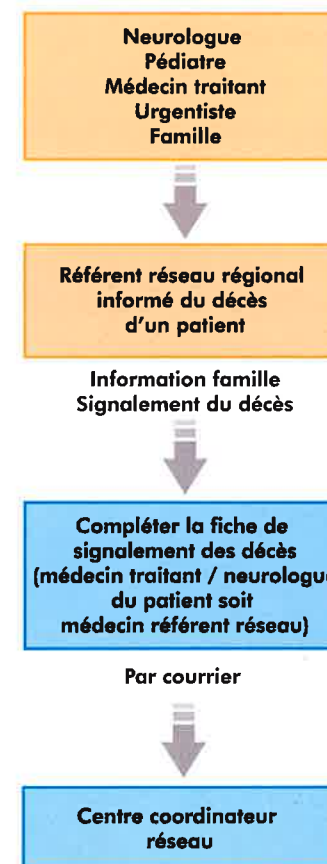 Neurologue
Pédiatre
Médecin traitant
Urgentiste
Famille
Référent réseau régional
informé du décès
d'un patient
Information famille
Signalement du décès
Compléter la fiche de
signalement des décès
(médecin traitant / neurologue
du patient soit
médecin référent réseau)
Par courrier
Centre coordinateur
réseau